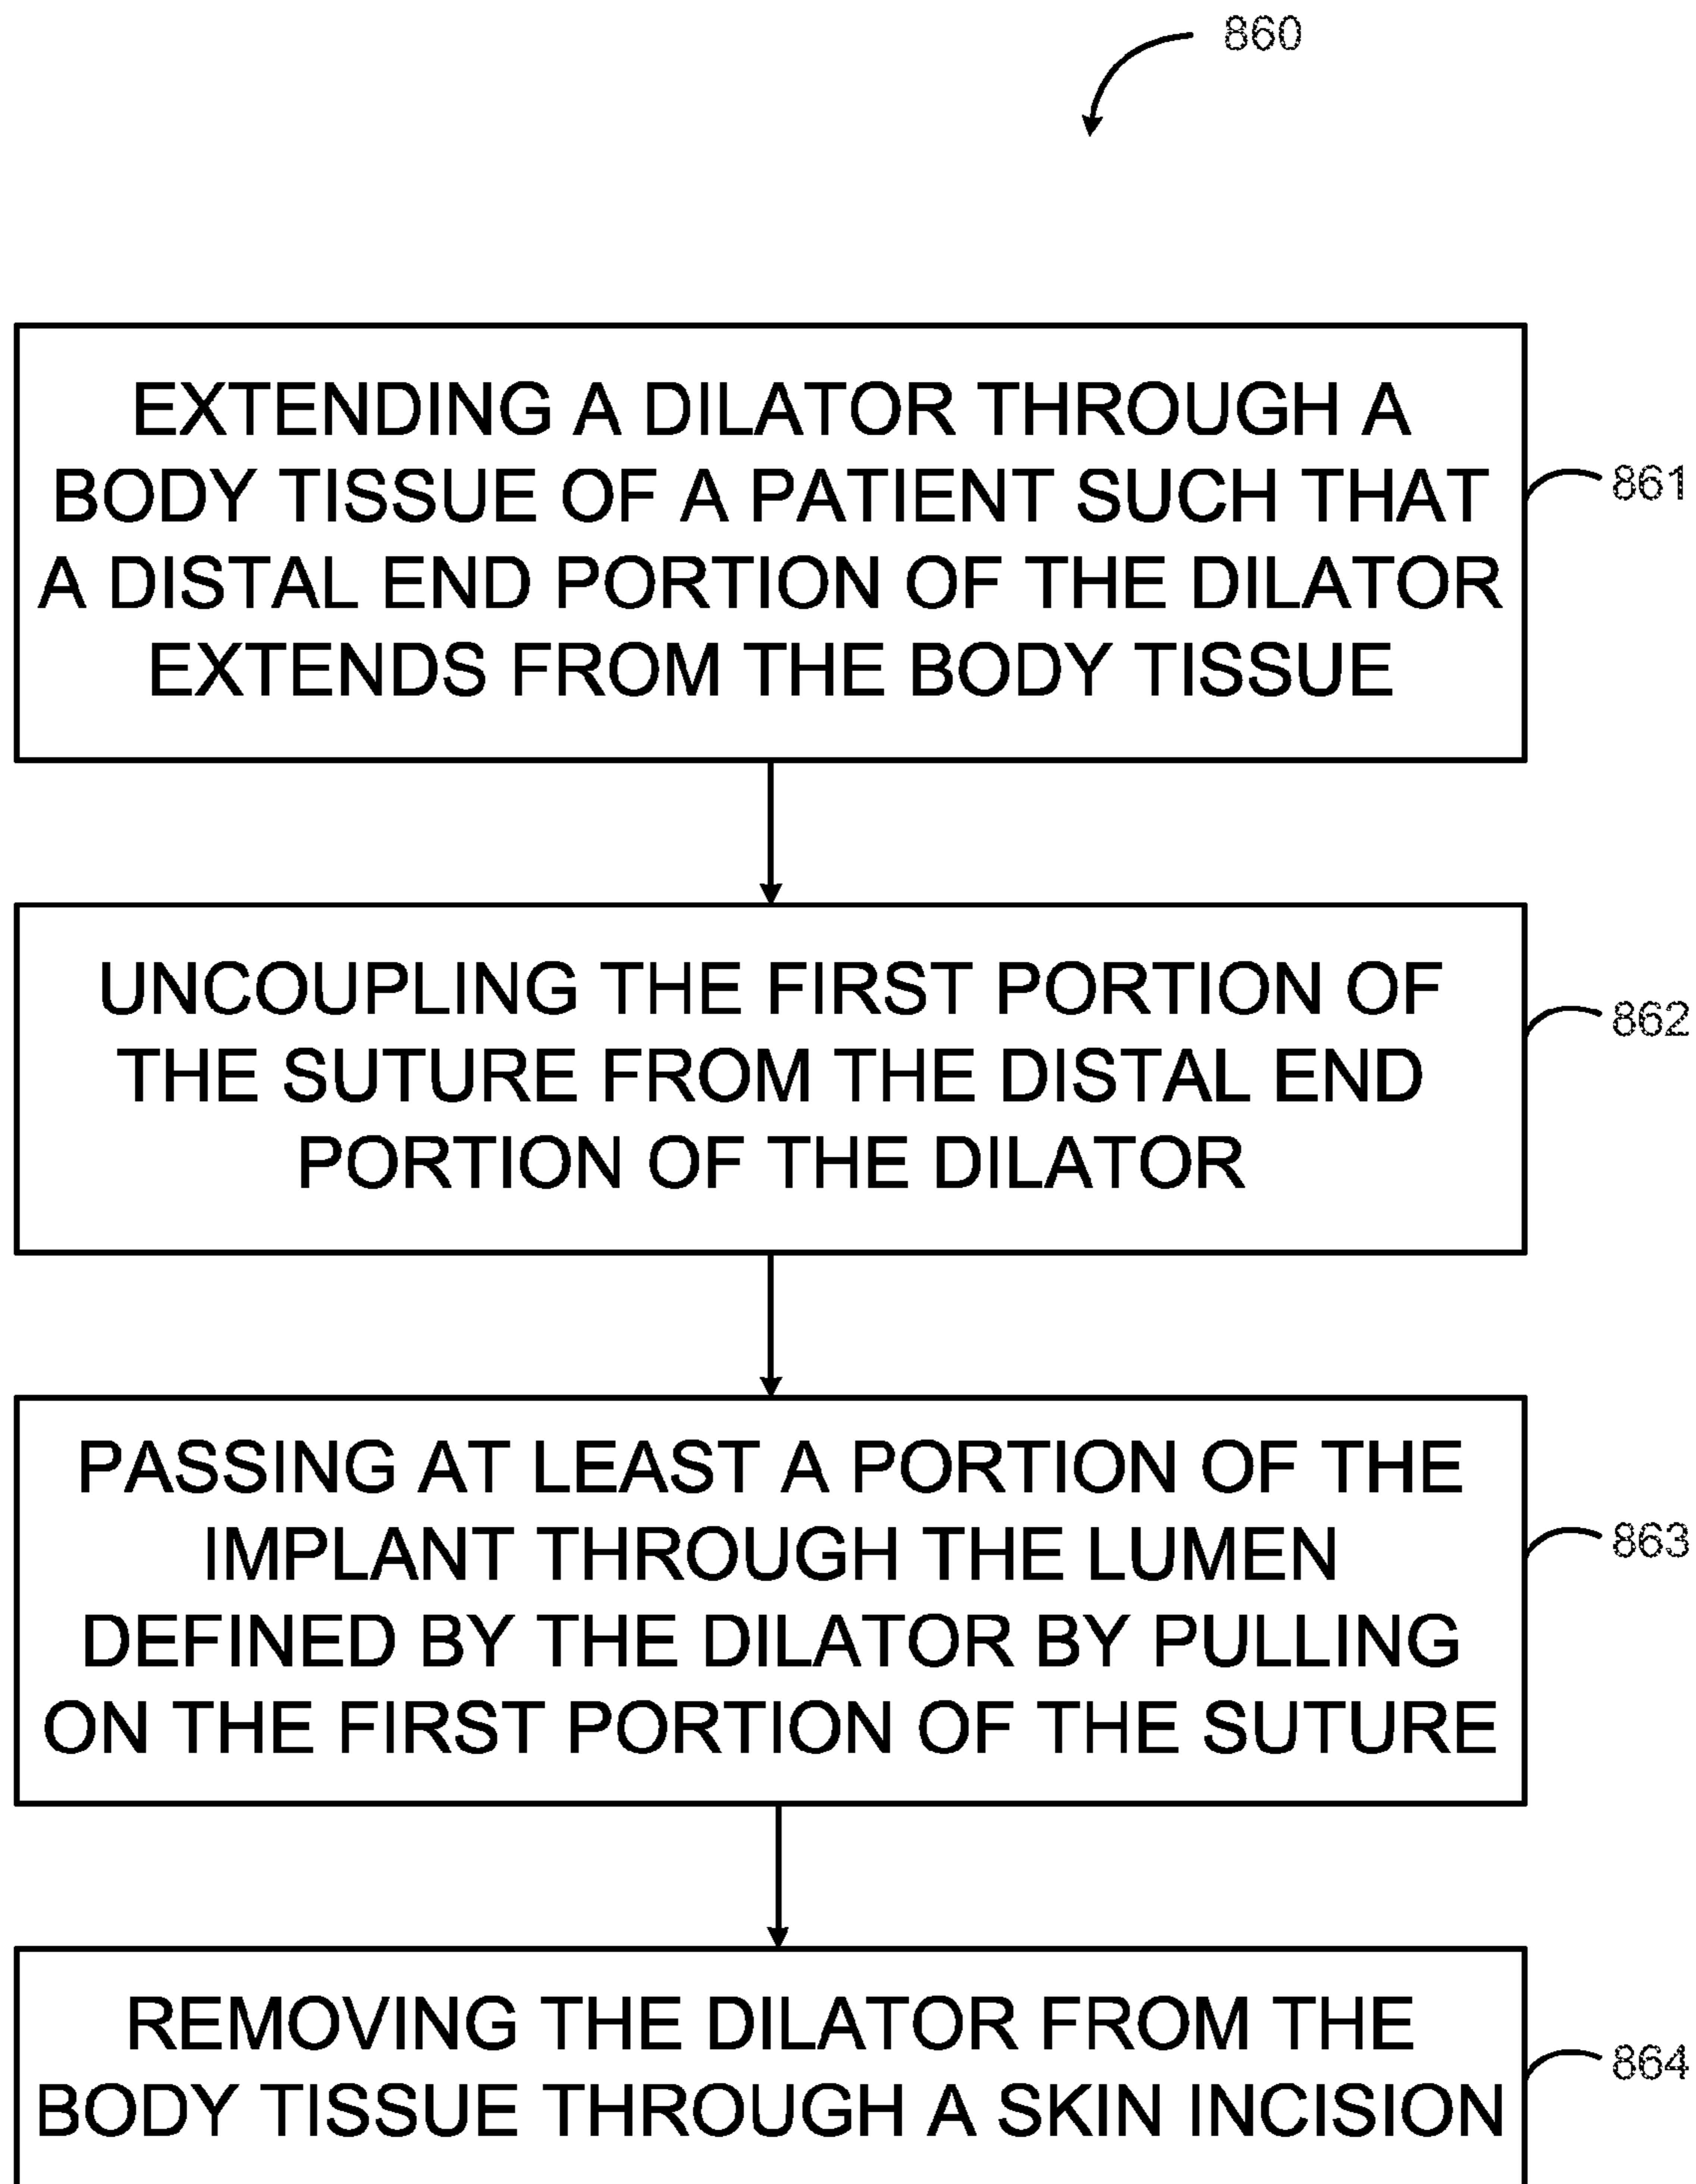 860
EXTENDING A DILATOR THROUGH A
BODY TISSUE OF A PATIENT SUCH THAT
A DISTAL END PORTION OF THE DILATOR
EXTENDS FROM THE BODY TISSUE
861
UNCOUPLING THE FIRST PORTION OF
THE SUTURE FROM THE DISTAL END
PORTION OF THE DILATOR
862
PASSING AT LEAST A PORTION OF THE
IMPLANT THROUGH THE LUMEN
DEFINED BY THE DILATOR BY PULLING
ON THE FIRST PORTION OF THE SUTURE
863
REMOVING THE DILATOR FROM THE
BODY TISSUE THROUGH A SKIN INCISION
864